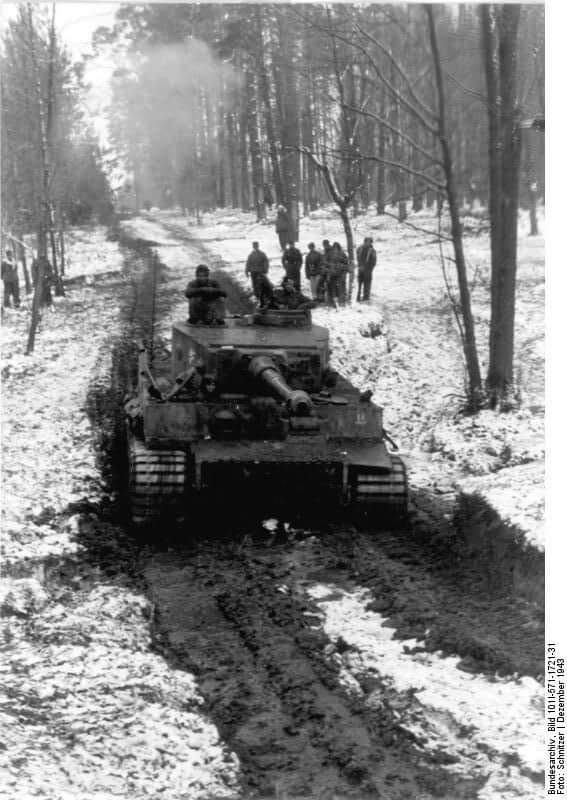 Bundesarchiv, Bild 101I-571-1721-31
Foto: Schnitzer | Dezember 1943